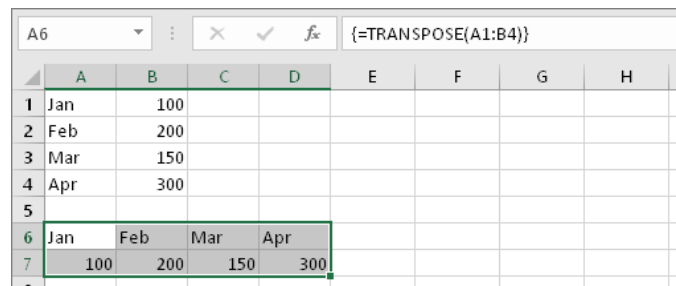 A6 fx {=TRANSPOSE(A1:B4)}
A B C D E F G H
1 Jan 100
2 Feb 200
3 Mar 150
4 Apr 300
5
6 Jan Feb Mar Apr
7 100 200 150 300